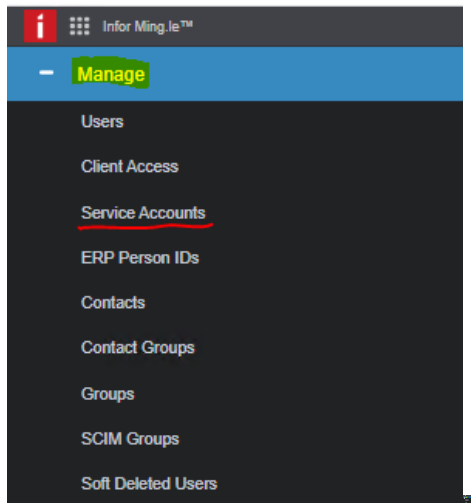 Infor Ming.le™
Manage
Users
Client Access
Service Accounts
ERP Person IDs
Contacts
Contact Groups
Groups
SCIM Groups
Soft Deleted Users